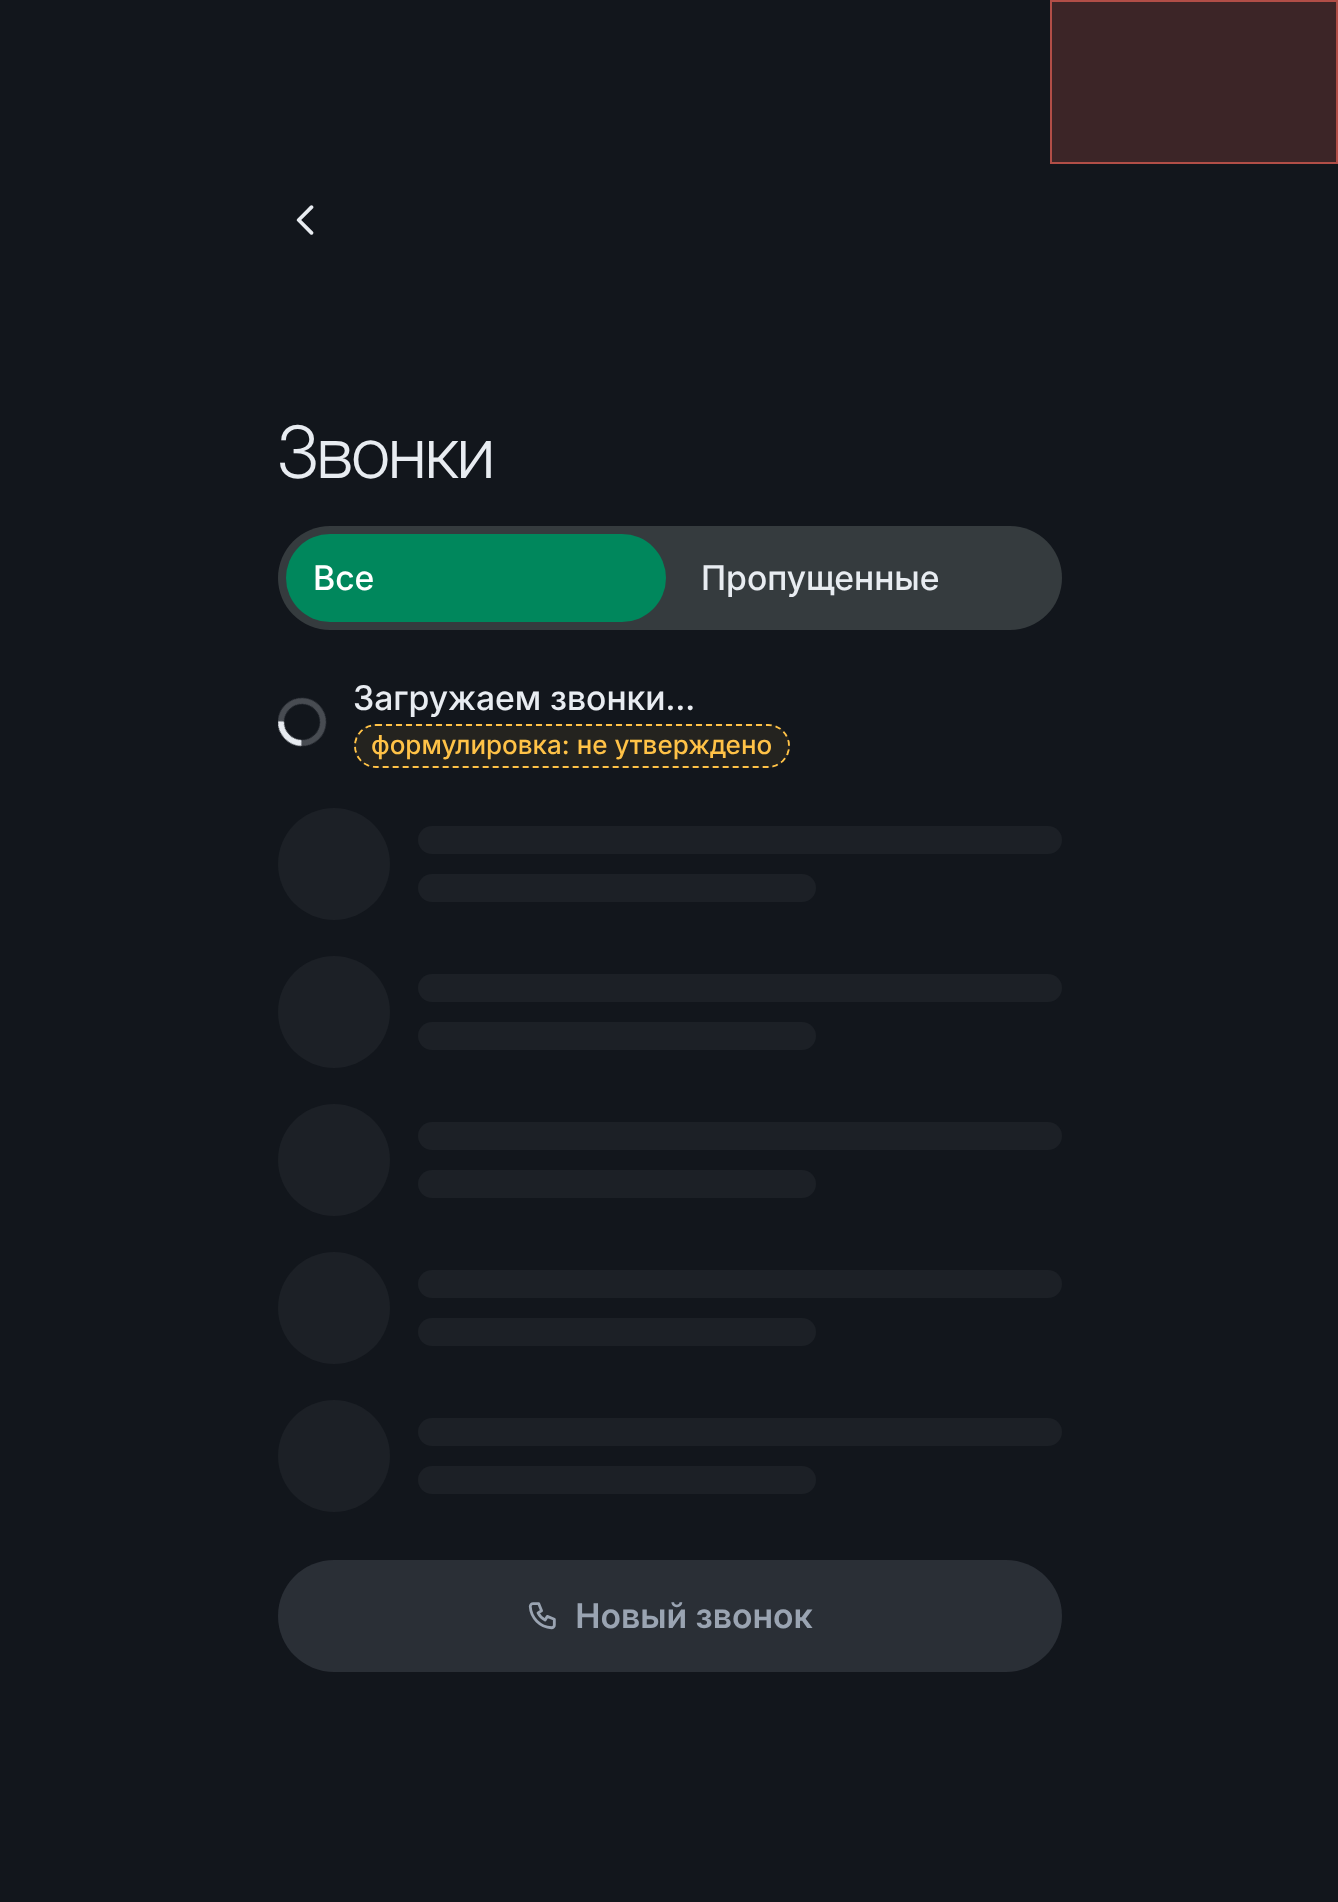 Звонки
Все
Пропущенные
Загружаем звонки...
формулировка: не утверждено
Новый звонок